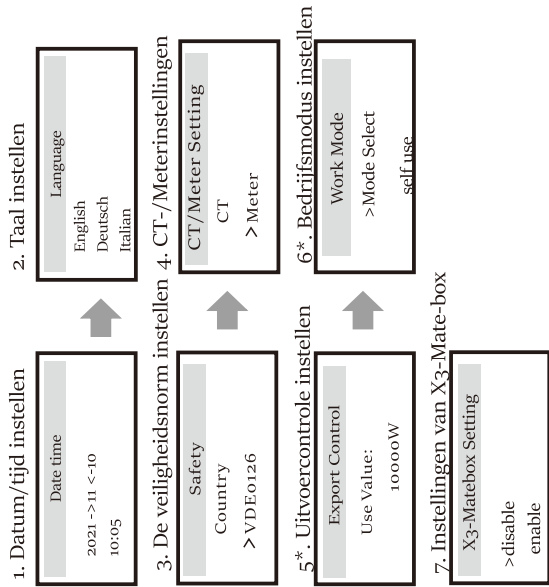 1. Datum/tijd instellen
Date time
2021 ->11 <-10
10:05
2. Taal instellen
Language
English
Deutsch
Italian
3. De veiligheidsnorm instellen
Safety
Country
>VDE0126
4. CT-/Meterinstellingen
CT/Meter Setting
CT
>Meter
5*. Uitvoercontrole instellen
Export Control
Use Value:
10000W
6*. Bedrijfsmodus instellen
Work Mode
>Mode Select
self use
7. Instellingen van X3-Mate-box
X3-Matebox Setting
>disable
enable